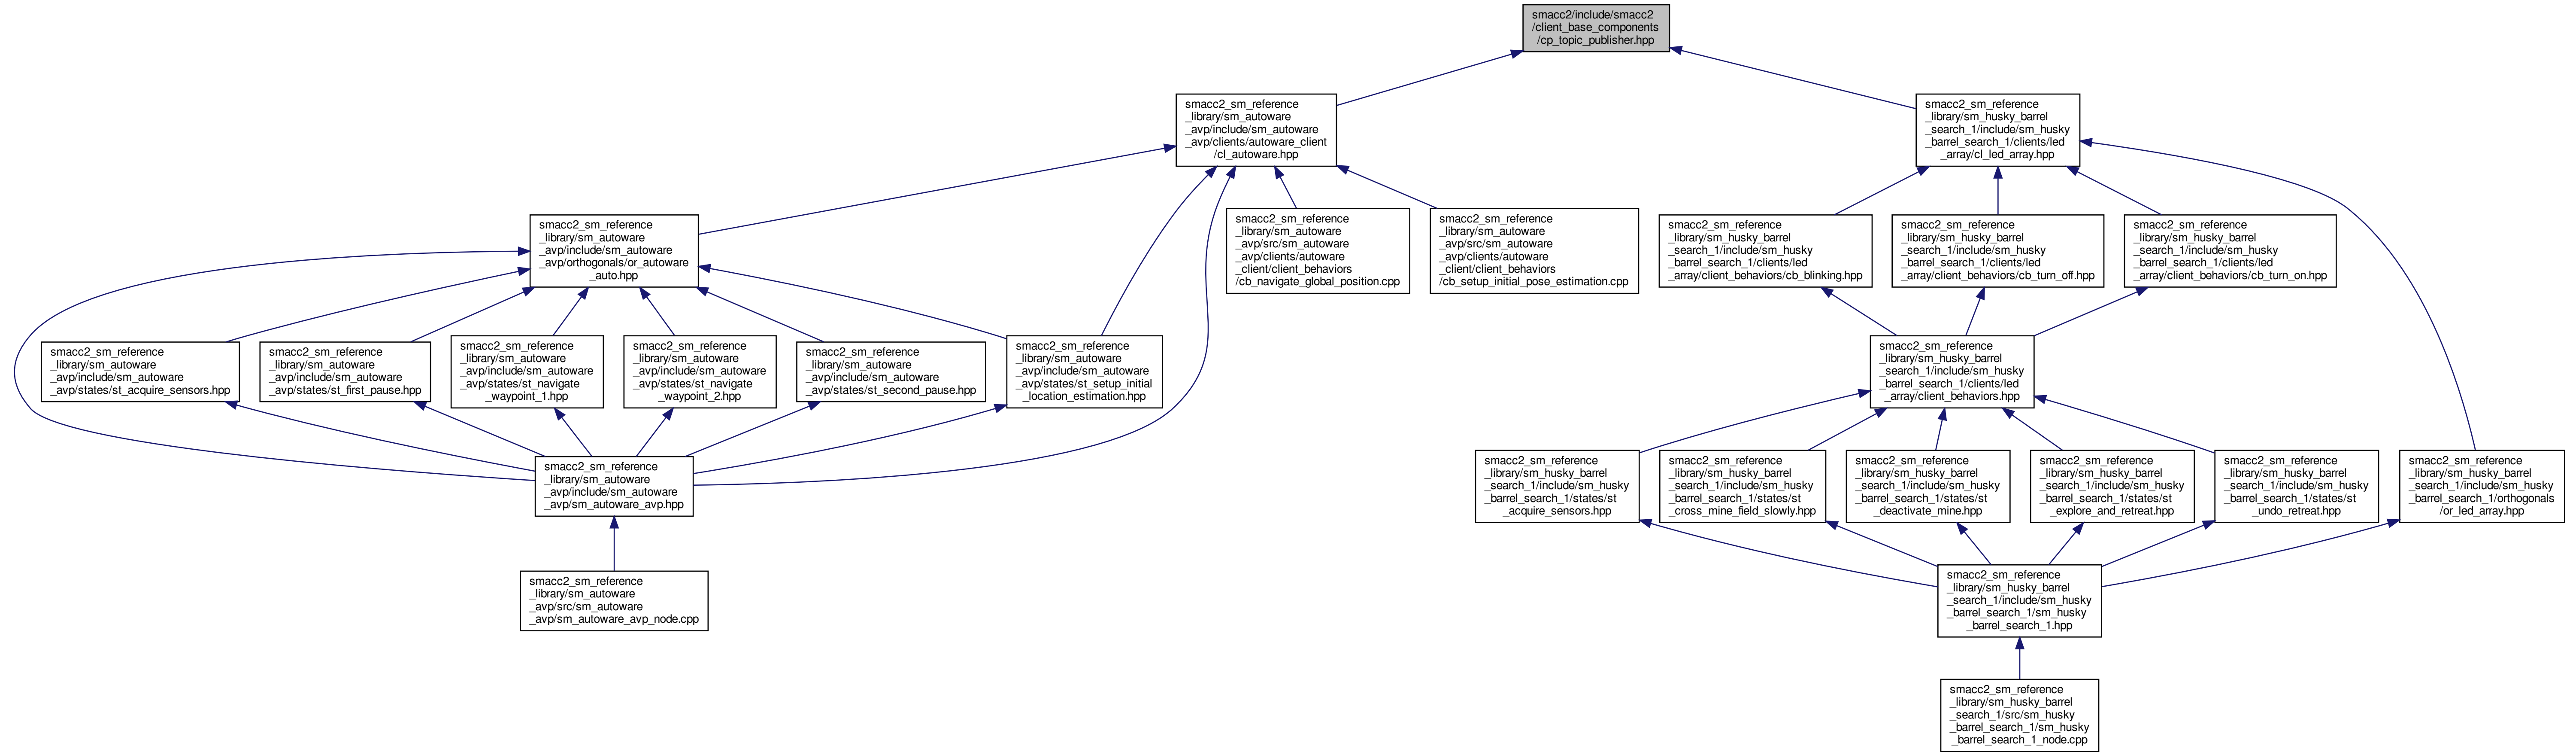 smacc2/include/smacc2
/client_base_components
/cp_topic_publisher.hpp
smacc2_sm_reference
_library/sm_autoware
_avp/include/sm_autoware
_avp/clients/autoware_client
/cl_autoware.hpp
smacc2_sm_reference
_library/sm_husky_barrel
_search_1/include/sm_husky
_barrel_search_1/clients/led
_array/cl_led_array.hpp
smacc2_sm_reference
_library/sm_autoware
_avp/include/sm_autoware
_avp/orthogonals/or_autoware
_auto.hpp
smacc2_sm_reference
_library/sm_autoware
_avp/src/sm_autoware
_avp/clients/autoware
_client/client_behaviors
/cb_navigate_global_position.cpp
smacc2_sm_reference
_library/sm_autoware
_avp/src/sm_autoware
_avp/clients/autoware
_client/client_behaviors
/cb_setup_initial_pose_estimation.cpp
smacc2_sm_reference
_library/sm_husky_barrel
_search_1/include/sm_husky
_barrel_search_1/clients/led
_array/client_behaviors/cb_blinking.hpp
smacc2_sm_reference
_library/sm_husky_barrel
_search_1/include/sm_husky
_barrel_search_1/clients/led
_array/client_behaviors/cb_turn_off.hpp
smacc2_sm_reference
_library/sm_husky_barrel
_search_1/include/sm_husky
_barrel_search_1/clients/led
_array/client_behaviors/cb_turn_on.hpp
smacc2_sm_reference
_library/sm_autoware
_avp/include/sm_autoware
_avp/states/st_acquire_sensors.hpp
smacc2_sm_reference
_library/sm_autoware
_avp/include/sm_autoware
_avp/states/st_first_pause.hpp
smacc2_sm_reference
_library/sm_autoware
_avp/include/sm_autoware
_avp/states/st_navigate
_waypoint_1.hpp
smacc2_sm_reference
_library/sm_autoware
_avp/include/sm_autoware
_avp/states/st_navigate
_waypoint_2.hpp
smacc2_sm_reference
_library/sm_autoware
_avp/include/sm_autoware
_avp/states/st_second_pause.hpp
smacc2_sm_reference
_library/sm_autoware
_avp/include/sm_autoware
_avp/states/st_setup_initial
_location_estimation.hpp
smacc2_sm_reference
_library/sm_husky_barrel
_search_1/include/sm_husky
_barrel_search_1/clients/led
_array/client_behaviors.hpp
smacc2_sm_reference
_library/sm_autoware
_avp/include/sm_autoware
_avp/sm_autoware_avp.hpp
smacc2_sm_reference
_library/sm_husky_barrel
_search_1/include/sm_husky
_barrel_search_1/states/st
_acquire_sensors.hpp
smacc2_sm_reference
_library/sm_husky_barrel
_search_1/include/sm_husky
_barrel_search_1/states/st
_cross_mine_field_slowly.hpp
smacc2_sm_reference
_library/sm_husky_barrel
_search_1/include/sm_husky
_barrel_search_1/states/st
_deactivate_mine.hpp
smacc2_sm_reference
_library/sm_husky_barrel
_search_1/include/sm_husky
_barrel_search_1/states/st
_explore_and_retreat.hpp
smacc2_sm_reference
_library/sm_husky_barrel
_search_1/include/sm_husky
_barrel_search_1/states/st
_undo_retreat.hpp
smacc2_sm_reference
_library/sm_husky_barrel
_search_1/include/sm_husky
_barrel_search_1/orthogonals
/or_led_array.hpp
smacc2_sm_reference
_library/sm_autoware
_avp/src/sm_autoware
_avp/sm_autoware_avp_node.cpp
smacc2_sm_reference
_library/sm_husky_barrel
_search_1/include/sm_husky
_barrel_search_1/sm_husky
_barrel_search_1.hpp
smacc2_sm_reference
_library/sm_husky_barrel
_search_1/src/sm_husky
_barrel_search_1/sm_husky
_barrel_search_1_node.cpp